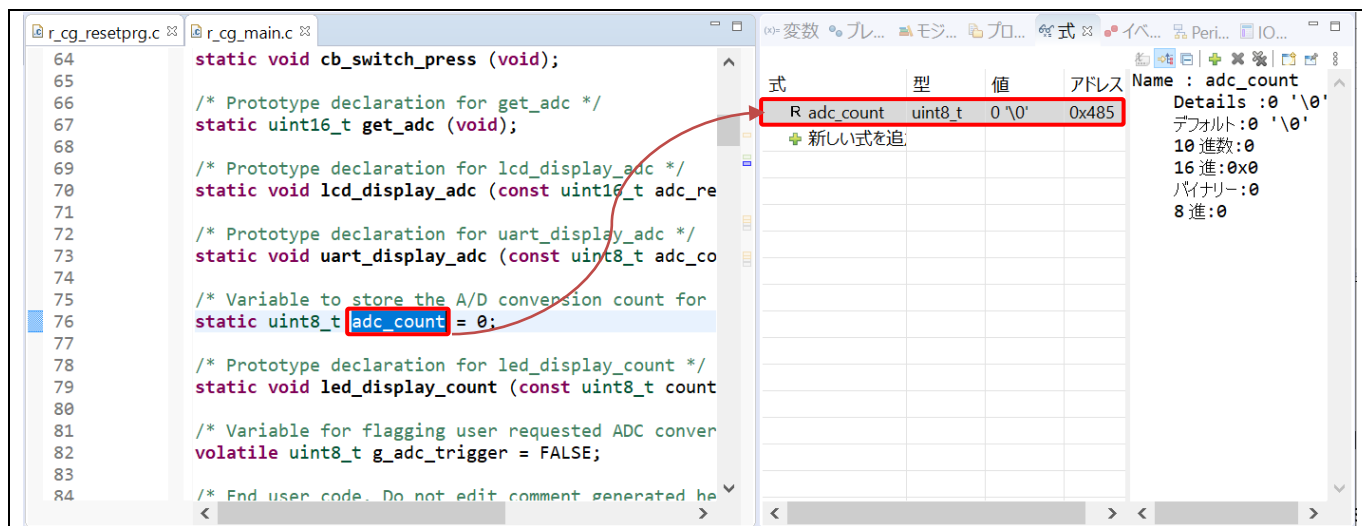 r_cg_resetprg.c
r_cg_main.c
64 static void cb_switch_press (void);
65
66 /* Prototype declaration for get_adc */
67 static uint16_t get_adc (void);
68
69 /* Prototype declaration for lcd_display_adc */
70 static void lcd_display_adc (const uint16_t adc_re
71
72 /* Prototype declaration for uart_display_adc */
73 static void uart_display_adc (const uint8_t adc_co
74
75 /* Variable to store the A/D conversion count for
76 static uint8_t adc_count = 0;
77
78 /* Prototype declaration for led_display_count */
79 static void led_display_count (const uint8_t count
80
81 /* Variable for flagging user requested ADC conver
82 volatile uint8_t g_adc_trigger = FALSE;
83
84 /* End user code. Do not edit comment generated he
(x)= 変数 ブレ... モジ... プロ... 式 イベ... Peri... IO...
式 型 値 アドレス
R adc_count uint8_t 0 '\0' 0x485
新しい式を追
Name : adc_count
Details :0 '\0'
デフォルト:0 '\0'
10 進数:0
16 進:0x0
バイナリー:0
8 進:0